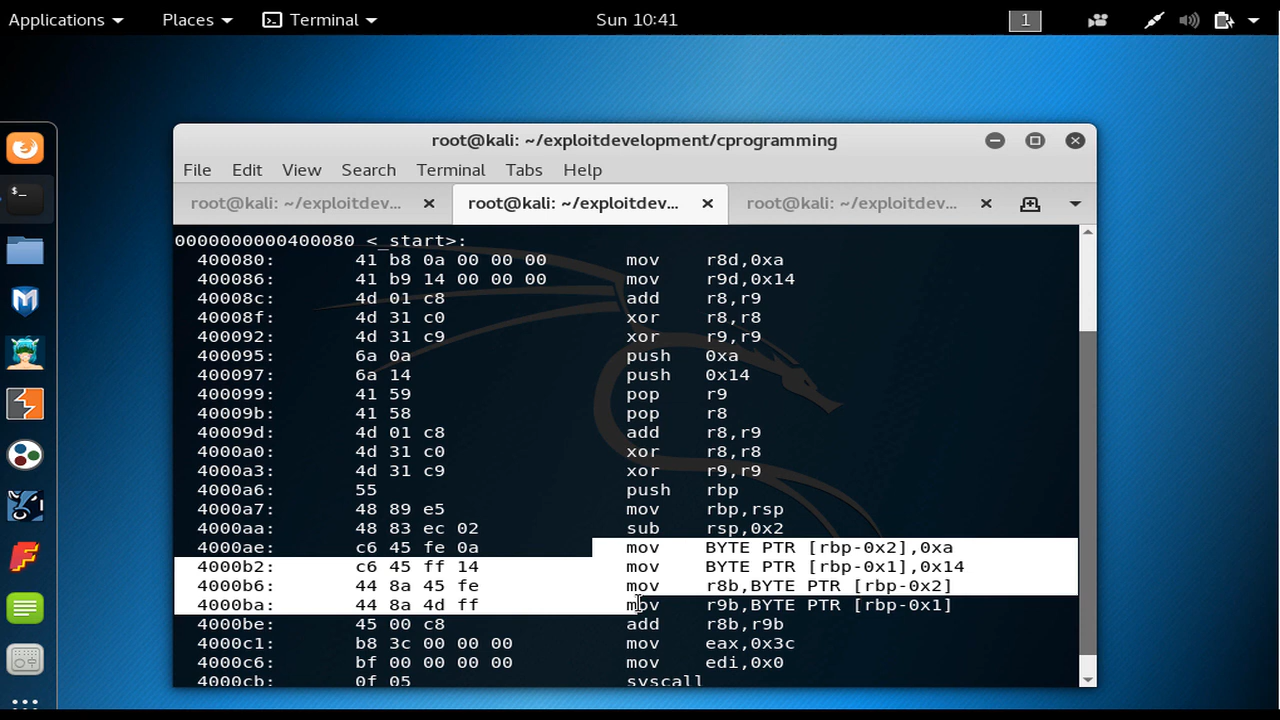 Applications Places Terminal Sun 10:41 1
root@kali: ~/exploitdevelopment/cprogramming
File Edit View Search Terminal Tabs Help
root@kali: ~/exploitdev... root@kali: ~/exploitdev... root@kali: ~/exploitdev...
0000000000400080 <_start>:
400080: 41 b8 0a 00 00 00 mov r8d,0xa
400086: 41 b9 14 00 00 00 mov r9d,0x14
40008c: 4d 01 c8 add r8,r9
40008f: 4d 31 c0 xor r8,r8
400092: 4d 31 c9 xor r9,r9
400095: 6a 0a push 0xa
400097: 6a 14 push 0x14
400099: 41 59 pop r9
40009b: 41 58 pop r8
40009d: 4d 01 c8 add r8,r9
4000a0: 4d 31 c0 xor r8,r8
4000a3: 4d 31 c9 xor r9,r9
4000a6: 55 push rbp
4000a7: 48 89 e5 mov rbp,rsp
4000aa: 48 83 ec 02 sub rsp,0x2
4000ae: c6 45 fe 0a mov BYTE PTR [rbp-0x2],0xa
4000b2: c6 45 ff 14 mov BYTE PTR [rbp-0x1],0x14
4000b6: 44 8a 45 fe mov r8b,BYTE PTR [rbp-0x2]
4000ba: 44 8a 4d ff mov r9b,BYTE PTR [rbp-0x1]
4000be: 45 00 c8 add r8b,r9b
4000c1: b8 3c 00 00 00 mov eax,0x3c
4000c6: bf 00 00 00 00 mov edi,0x0
4000cb: 0f 05 syscall